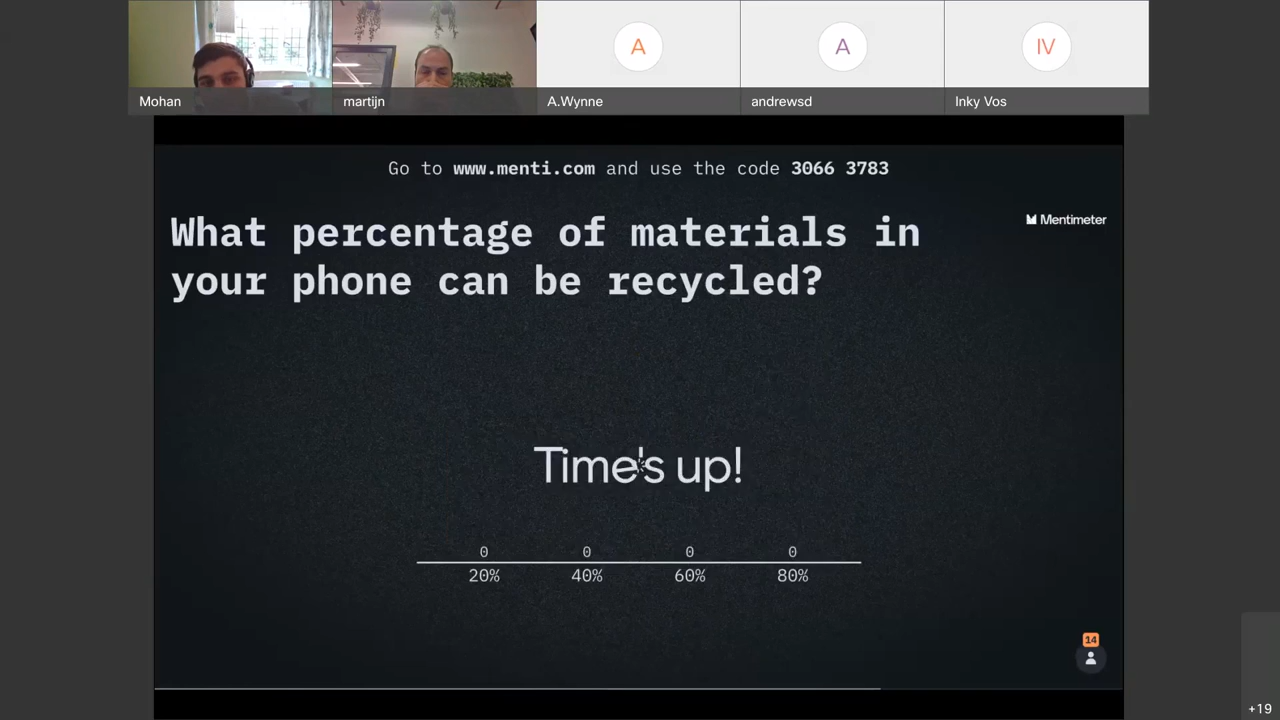 A
A
IV
Mohan
martijn
A.Wynne
andrewsd
Inky Vos
Go to www.menti.com and use the code 3066 3783
What percentage of materials in
your phone can be recycled?
Mentimeter
Time's up!
0
0
0
0
20%
40%
60%
80%
14
+19